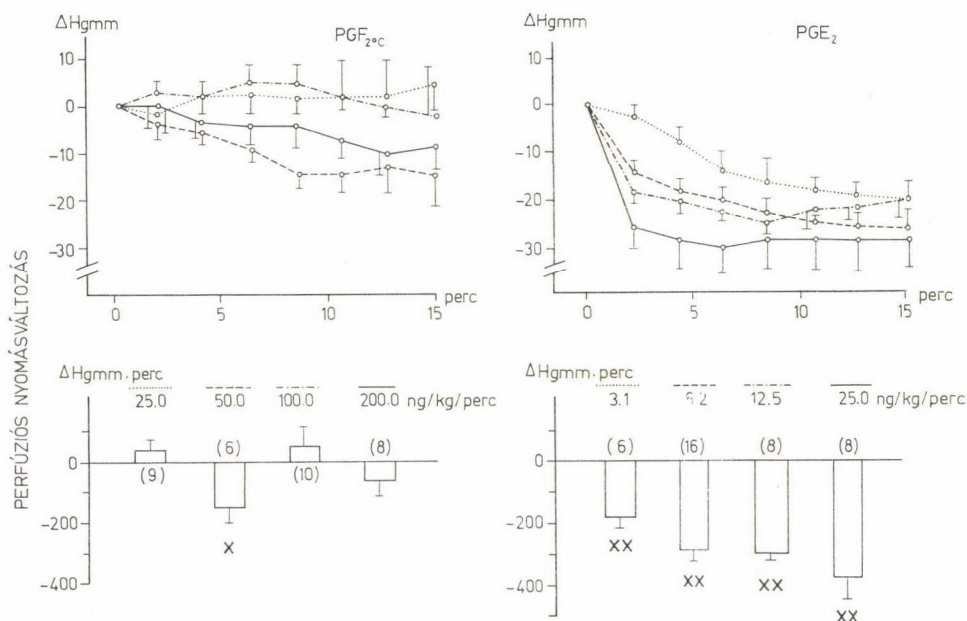 PERFÚZIÓS NYOMÁSVÁLTOZÁS
ΔHgmm
PGF₂∝
10
0
-10
-20
-30
0
5
10
15
perc
ΔHgmm
PGE₂
10
0
-10
-20
-30
0
5
10
15
perc
ΔHgmm. perc
25.0 50.0 100.0 200.0 ng/kg/perc
0
-200
-400
(9) (6) (10) (8)
X
ΔHgmm. perc
3.1 12.5 25.0 ng/kg/perc
0
-200
-400
(6) (16) (8) (8)
XX XX XX XX